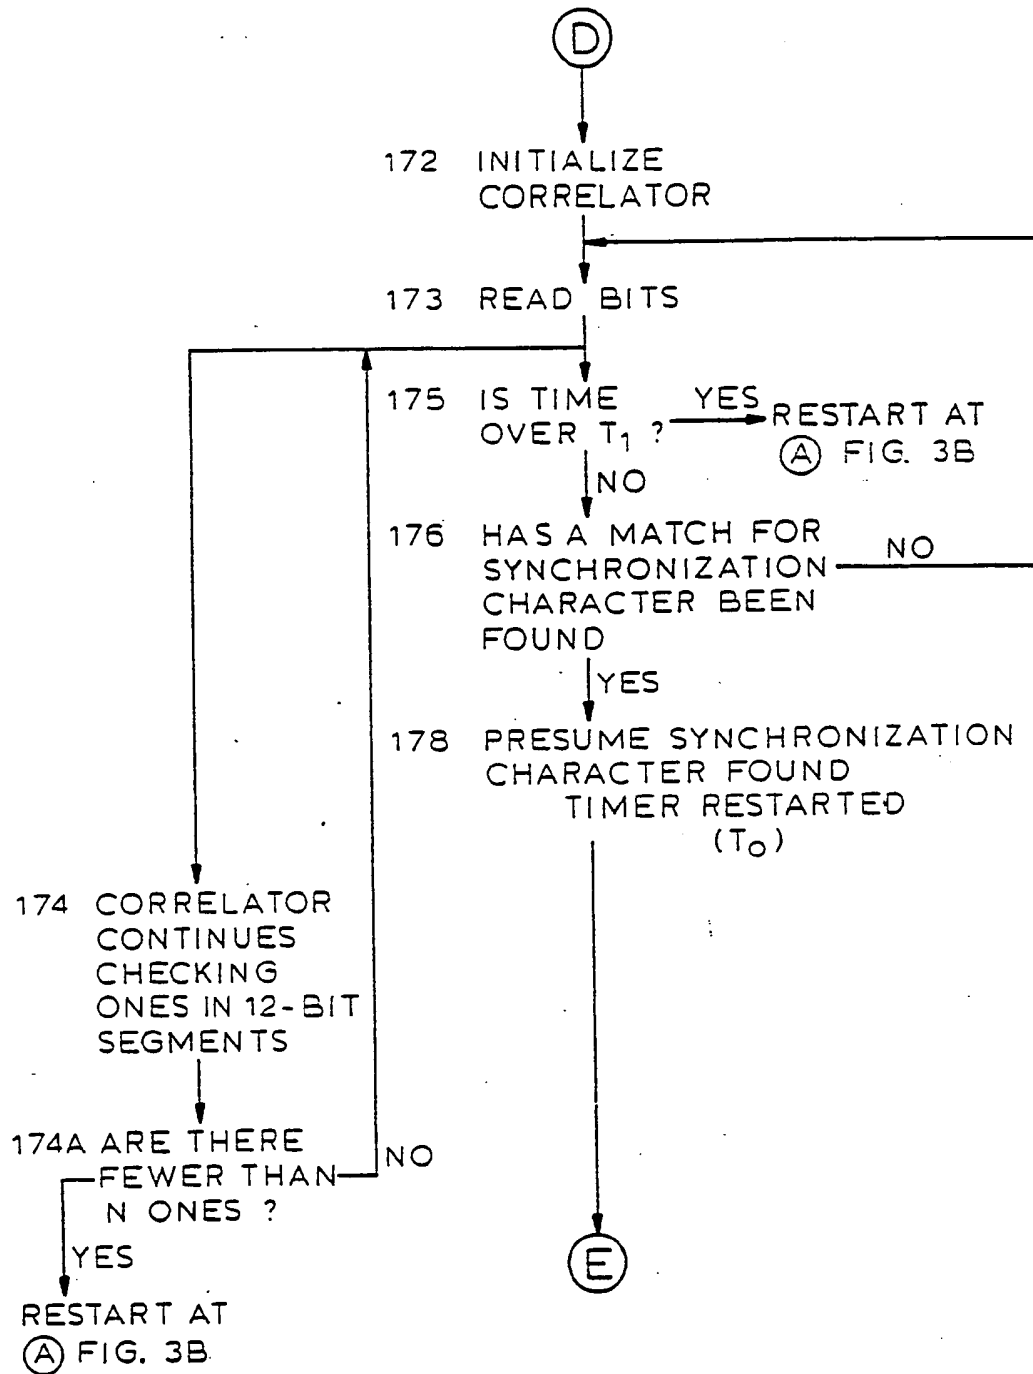 D
172 INITIALIZE
CORRELATOR
173 READ BITS
175 IS TIME
OVER T1 ?
YES
RESTART AT
A FIG. 3B
NO
176 HAS A MATCH FOR
SYNCHRONIZATION
CHARACTER BEEN
FOUND
NO
YES
178 PRESUME SYNCHRONIZATION
CHARACTER FOUND
TIMER RESTARTED
(TO)
174 CORRELATOR
CONTINUES
CHECKING
ONES IN 12-BIT
SEGMENTS
174A ARE THERE
FEWER THAN
N ONES ?
NO
YES
RESTART AT
A FIG. 3B
E